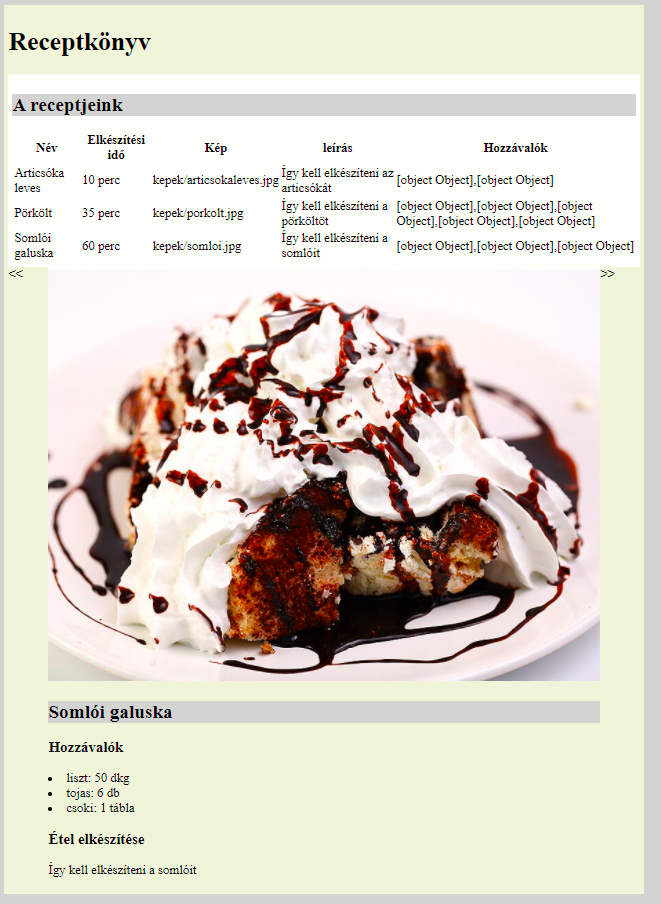 Receptkönyv
A receptjeink
Név Elkészítési idő Kép leírás Hozzávalók
Articsóka leves 10 perc kepek/articsokaleves.jpg Így kell elkészíteni az articsókát [object Object],[object Object]
Pörkölt 35 perc kepek/porkolt.jpg Így kell elkészíteni a pörköltöt [object Object],[object Object],[object Object],[object Object],[object Object]
Somlói galuska 60 perc kepek/somloi.jpg Így kell elkészíteni a somlóit [object Object],[object Object],[object Object]
<< >>
Somlói galuska
Hozzávalók
• liszt: 50 dkg
• tojas: 6 db
• csoki: 1 tábla
Étel elkészítése
Így kell elkészíteni a somlóit